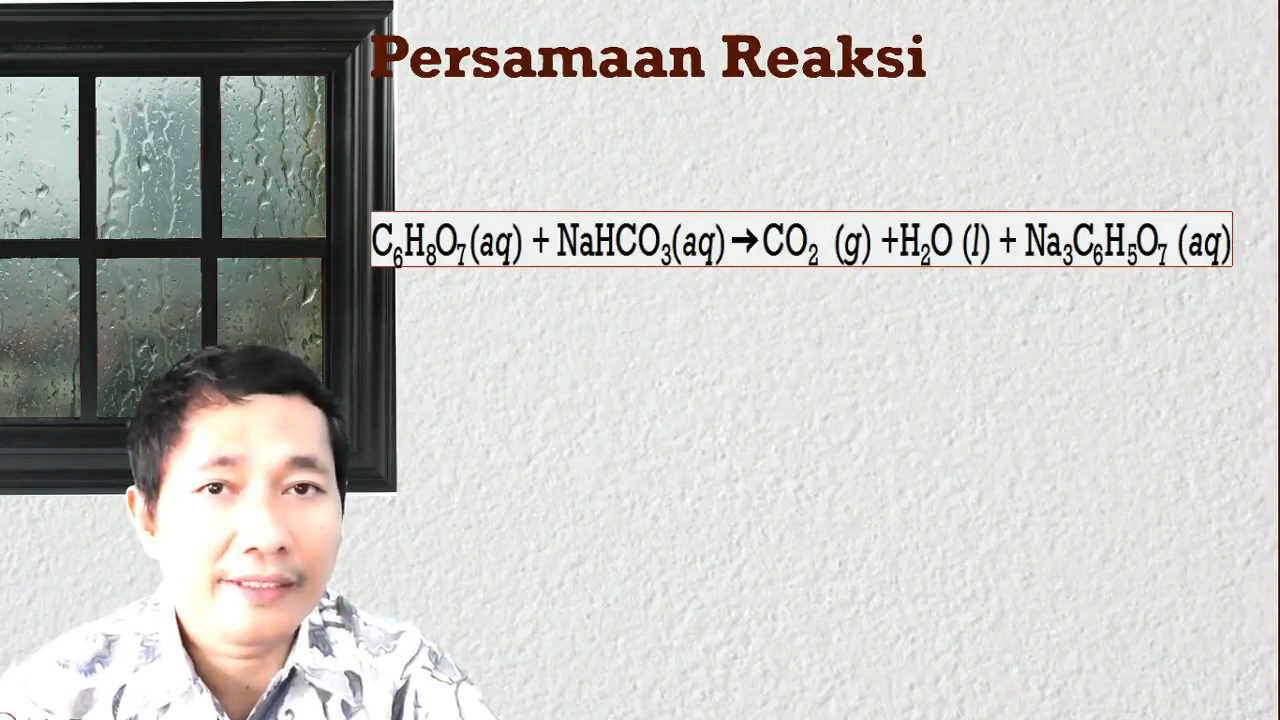 Persamaan Reaksi
C₆H₈O₇(aq) + NaHCO₃(aq) → CO₂ (g) +H₂O (l) + Na₃C₆H₅O₇ (aq)